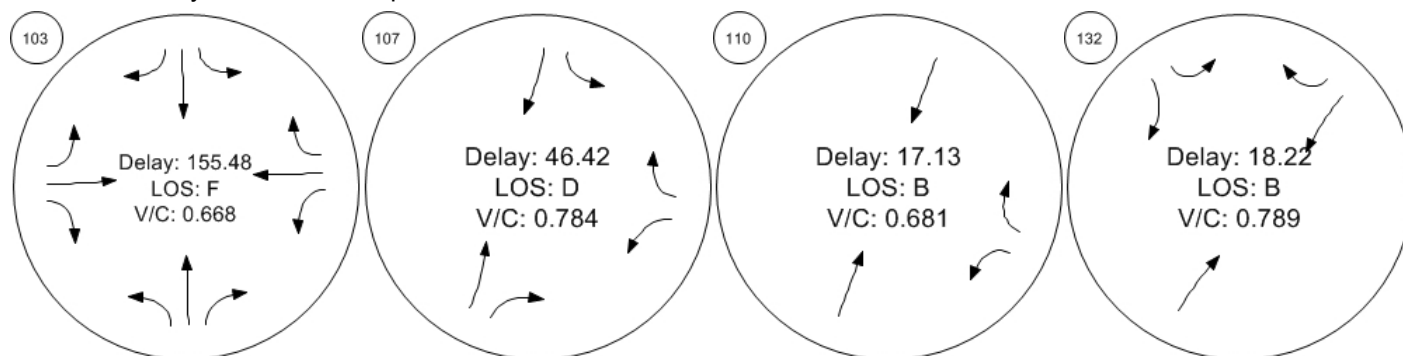 103
Delay: 155.48
LOS: F
V/C: 0.668
107
Delay: 46.42
LOS: D
V/C: 0.784
110
Delay: 17.13
LOS: B
V/C: 0.681
132
Delay: 18.22
LOS: B
V/C: 0.789